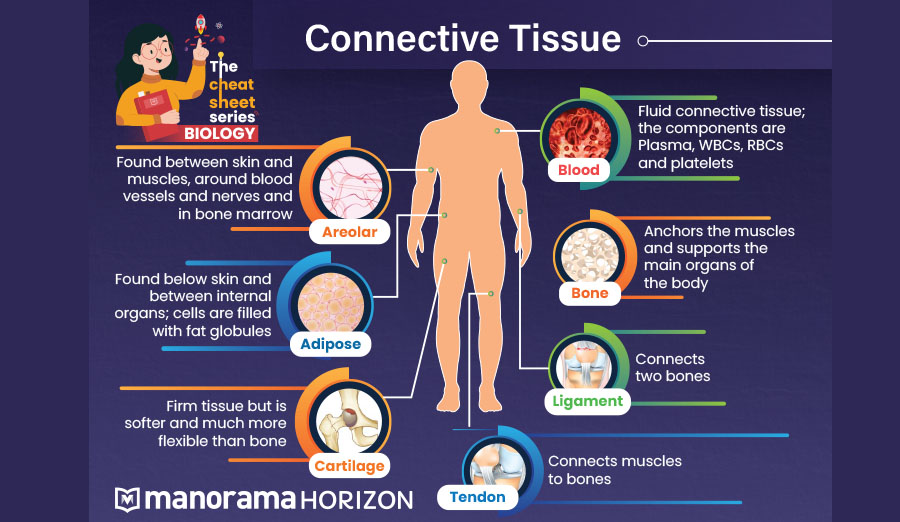 Connective Tissue
The
cheat
sheet
series
BIOLOGY
Found between skin and
muscles, around blood
vessels and nerves and
in bone marrow
Areolar
Found below skin and
between internal
organs; cells are filled
with fat globules
Adipose
Firm tissue but is
softer and much more
flexible than bone
Cartilage
Fluid connective tissue;
the components are
Plasma, WBCs, RBCs
and platelets
Blood
Anchors the muscles
and supports the
main organs of
the body
Bone
Connects
two bones
Ligament
Connects muscles
to bones
Tendon
manorama HORIZON